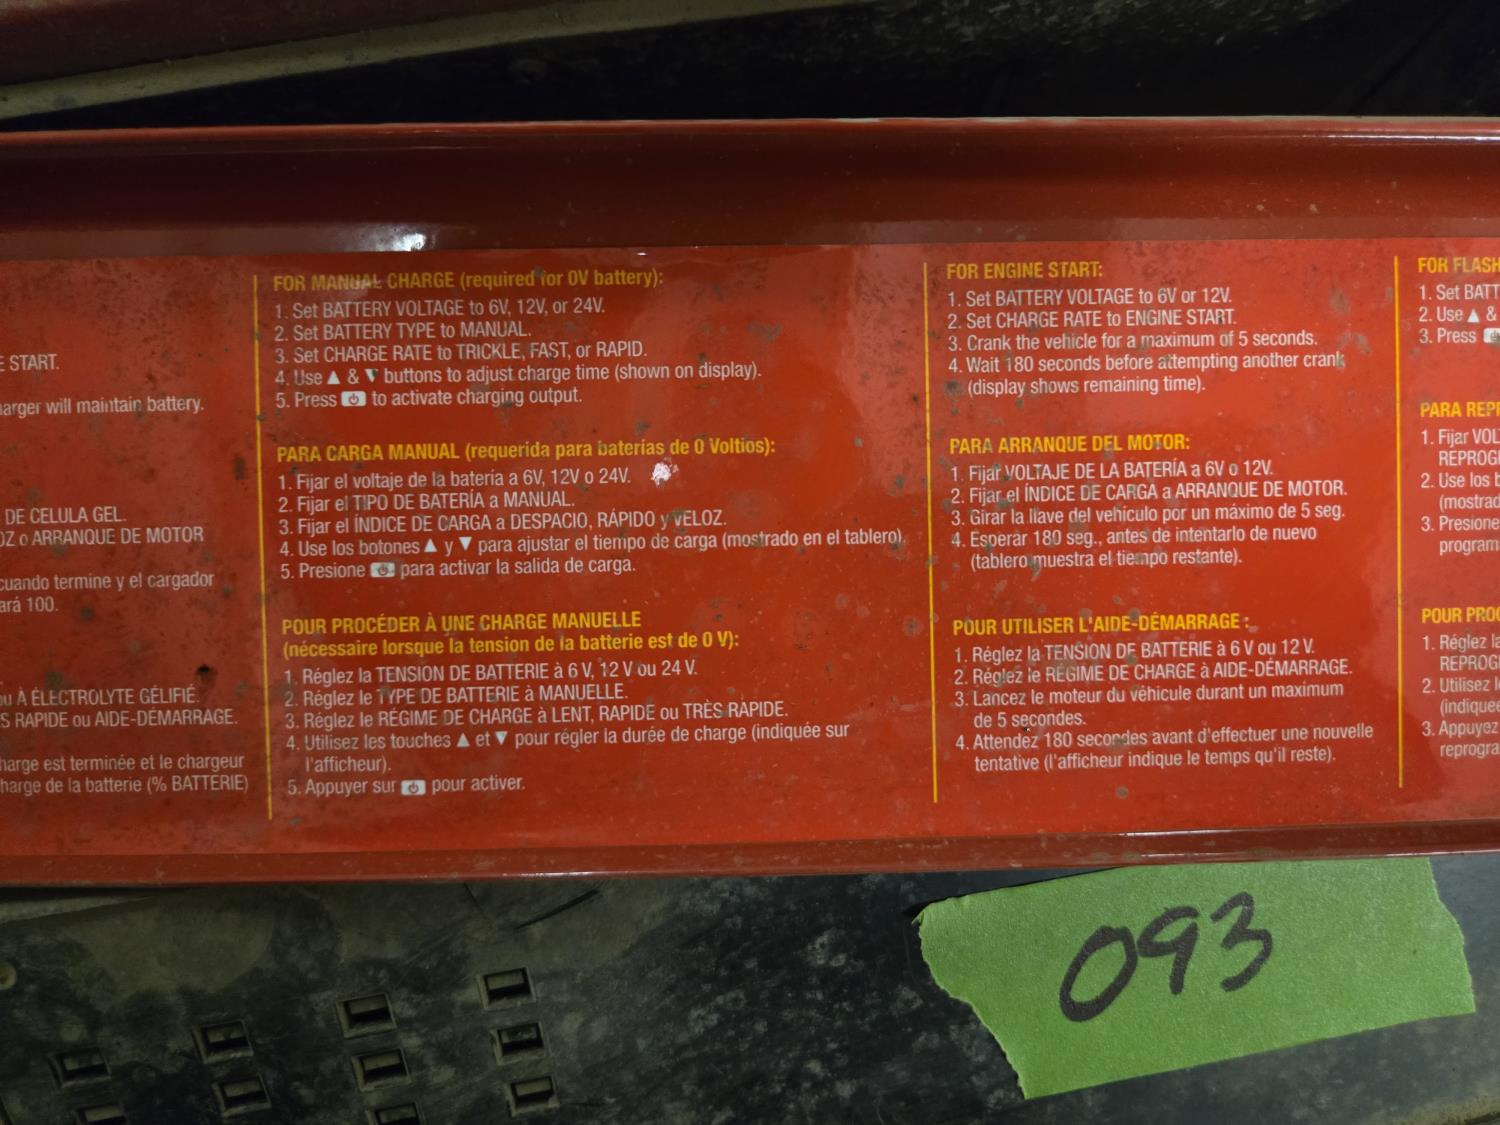 E START.
arger will maintain battery.
DE CELULA GEL.
OZ o ARRANQUE DE MOTOR
cuando termine y el cargador
ará 100.
ou À ÉLECTROLYTE GÉLIFIÉ.
ÈS RAPIDE ou AIDE-DÉMARRAGE.
harge est terminée et le chargeur
harge de la batterie (% BATTERIE)
FOR MANUAL CHARGE (required for 0V battery):
1. Set BATTERY VOLTAGE to 6V, 12V, or 24V.
2. Set BATTERY TYPE to MANUAL.
3. Set CHARGE RATE to TRICKLE, FAST, or RAPID.
4. Use ▲ & ▼ buttons to adjust charge time (shown on display).
5. Press ⏻ to activate charging output.
PARA CARGA MANUAL (requerida para baterías de 0 Voltios):
1. Fijar el voltaje de la batería a 6V, 12V o 24V.
2. Fijar el TIPO DE BATERÍA a MANUAL.
3. Fijar el ÍNDICE DE CARGA a DESPACIO, RÁPIDO y VELOZ.
4. Use los botones ▲ y ▼ para ajustar el tiempo de carga (mostrado en el tablero).
5. Presione ⏻ para activar la salida de carga.
POUR PROCÉDER À UNE CHARGE MANUELLE
(nécessaire lorsque la tension de la batterie est de 0 V):
1. Réglez la TENSION DE BATTERIE à 6 V, 12 V ou 24 V.
2. Réglez le TYPE DE BATTERIE à MANUELLE.
3. Réglez le RÉGIME DE CHARGE à LENT, RAPIDE ou TRÈS RAPIDE.
4. Utilisez les touches ▲ et ▼ pour régler la durée de charge (indiquée sur
l'afficheur).
5. Appuyer sur ⏻ pour activer.
FOR ENGINE START:
1. Set BATTERY VOLTAGE to 6V or 12V.
2. Set CHARGE RATE to ENGINE START.
3. Crank the vehicle for a maximum of 5 seconds.
4. Wait 180 seconds before attempting another crank
(display shows remaining time).
PARA ARRANQUE DEL MOTOR:
1. Fijar VOLTAJE DE LA BATERÍA a 6V o 12V.
2. Fijar el ÍNDICE DE CARGA a ARRANQUE DE MOTOR.
3. Girar la llave del vehículo por un máximo de 5 seg.
4. Esperar 180 seg., antes de intentarlo de nuevo
(tablero muestra el tiempo restante).
POUR UTILISER L'AIDE-DÉMARRAGE :
1. Réglez la TENSION DE BATTERIE à 6 V ou 12 V.
2. Réglez le RÉGIME DE CHARGE à AIDE-DÉMARRAGE.
3. Lancez le moteur du véhicule durant un maximum
de 5 secondes.
4. Attendez 180 secondes avant d'effectuer une nouvelle
tentative (l'afficheur indique le temps qu'il reste).
FOR FLASH
1. Set BATT
2. Use ▲ &
3. Press ⏻
PARA REP
1. Fijar VOL
REPROG
2. Use los b
(mostrad
3. Presione
program
POUR PROC
1. Réglez la
REPROG
2. Utilisez l
(indiquée
3. Appuyez
reprogra
093